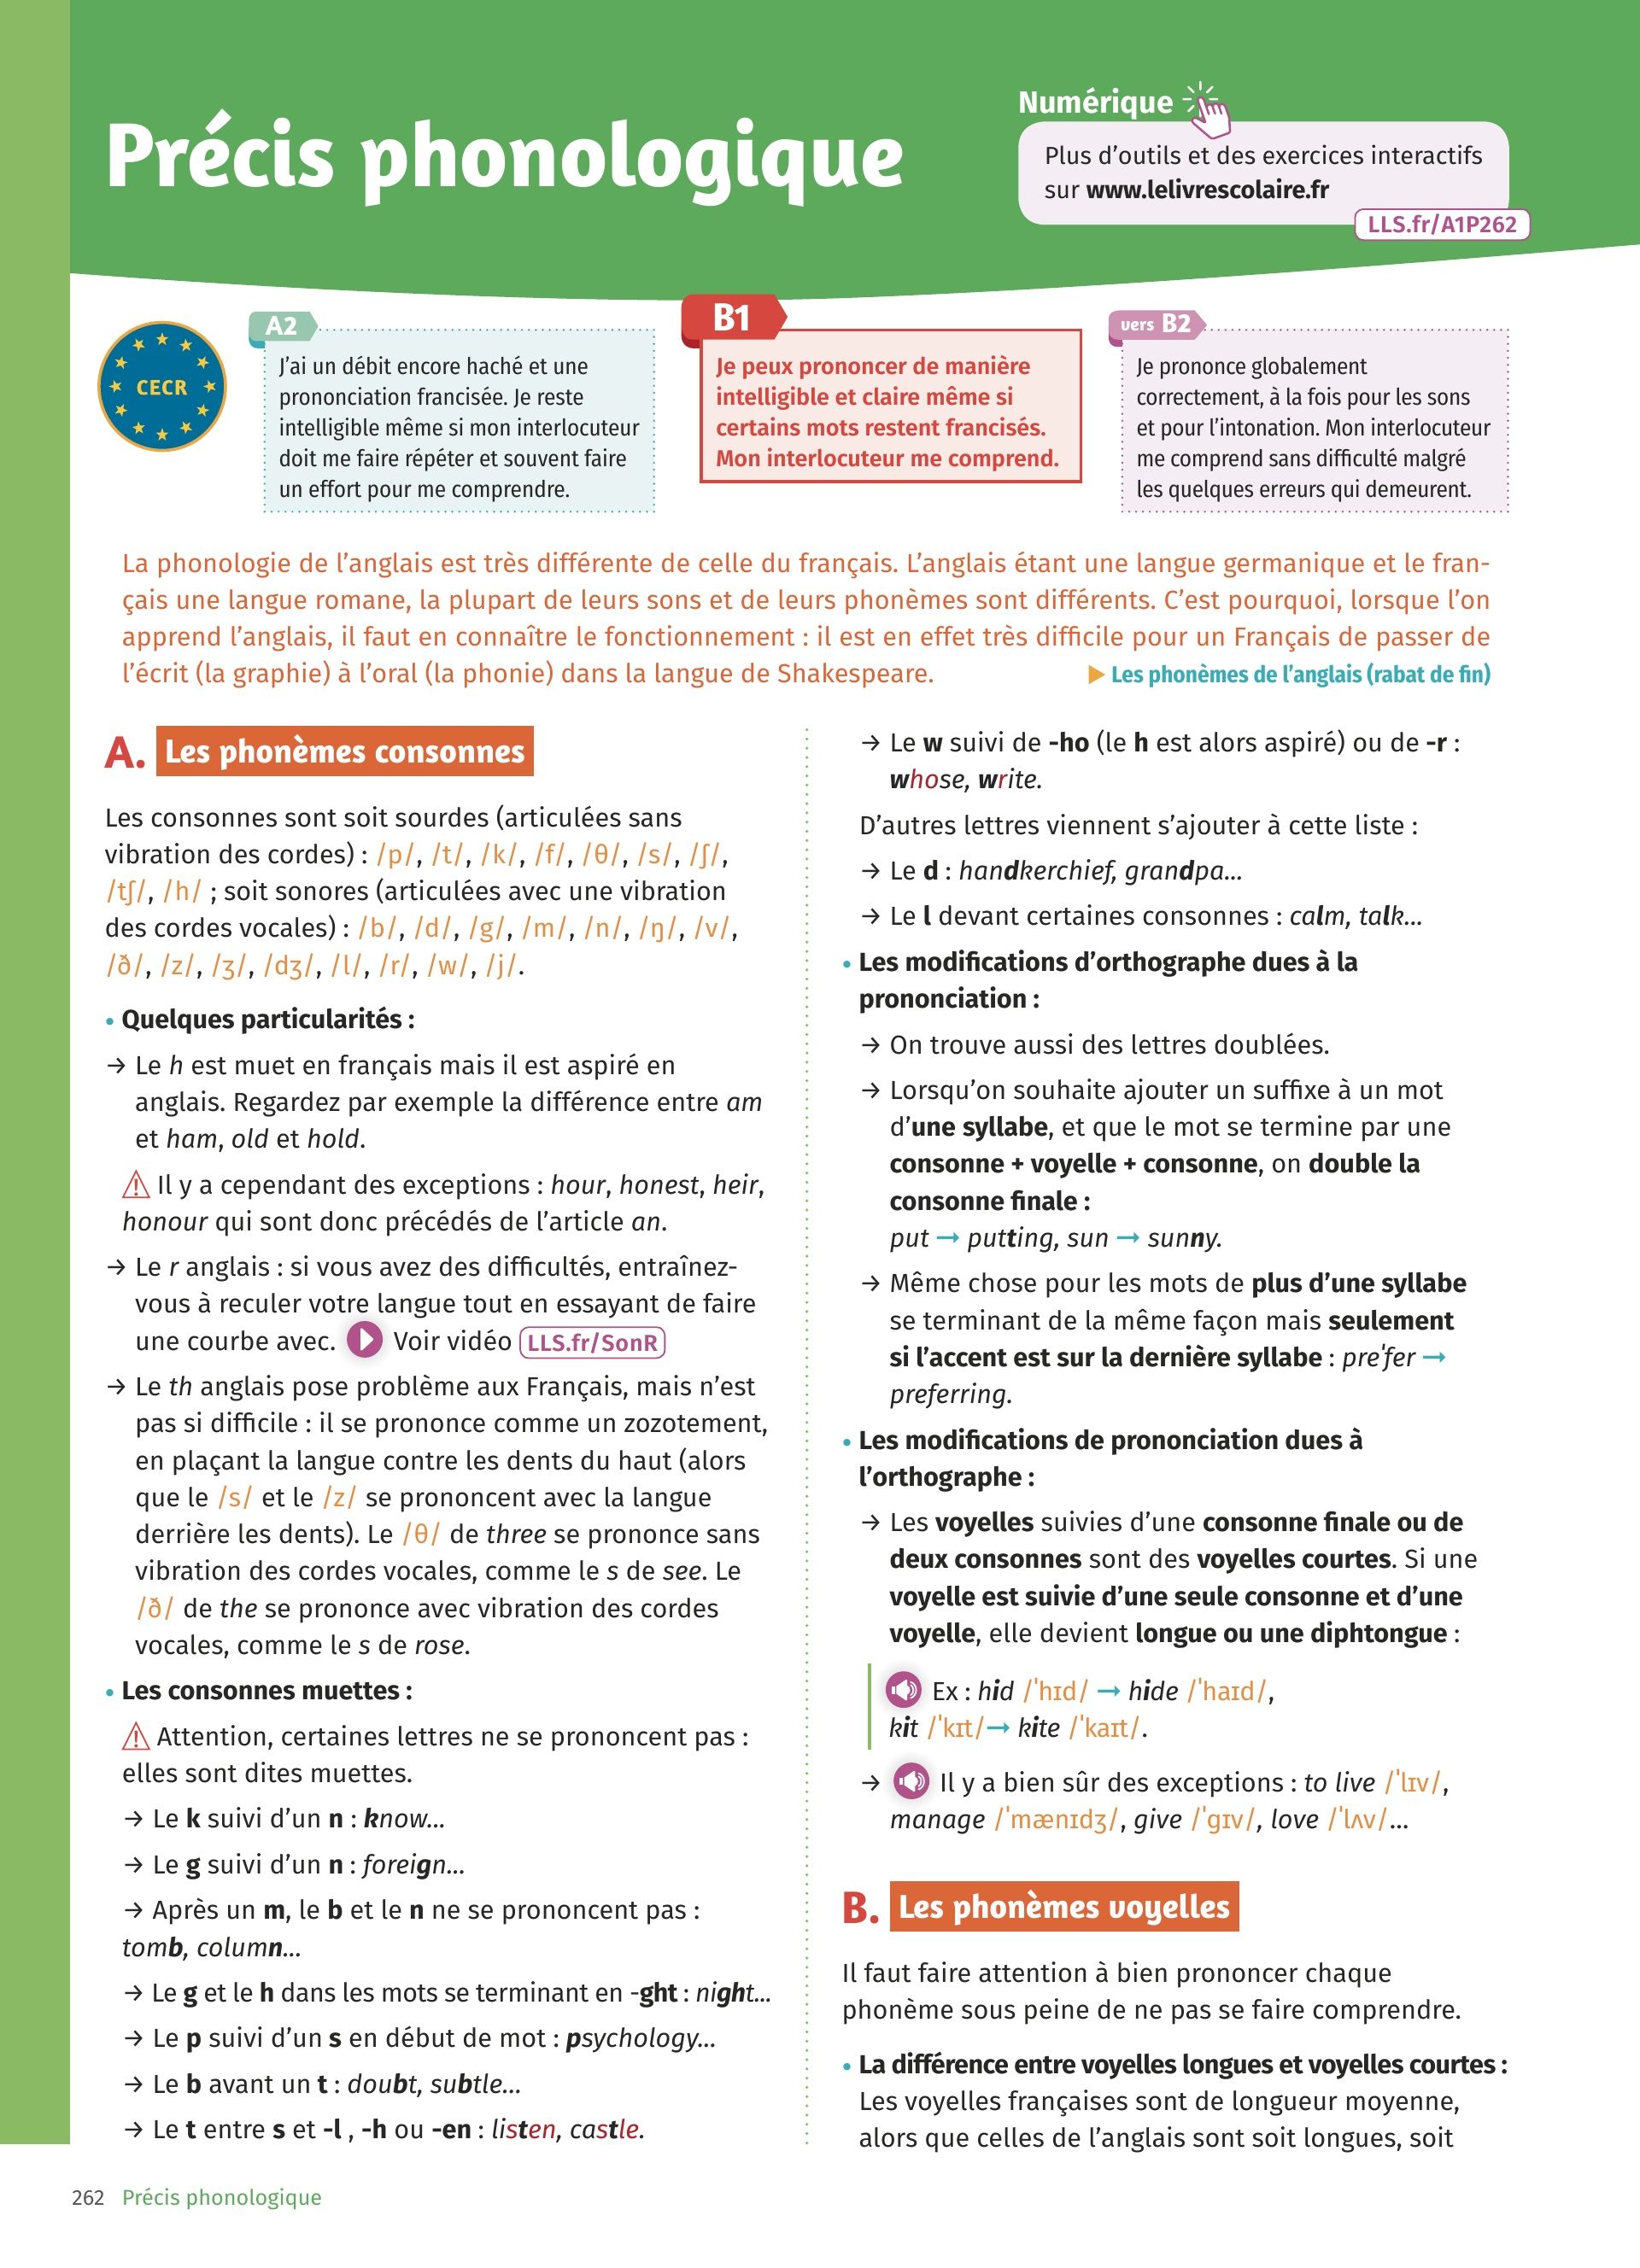 Précis phonologique
Numérique
Plus d’outils et des exercices interactifs
sur www.lelivrescolaire.fr
LLS.fr/A1P262
CECR
A2
J’ai un débit encore haché et une
prononciation francisée. Je reste
intelligible même si mon interlocuteur
doit me faire répéter et souvent faire
un effort pour me comprendre.
B1
Je peux prononcer de manière
intelligible et claire même si
certains mots restent francisés.
Mon interlocuteur me comprend.
vers B2
Je prononce globalement
correctement, à la fois pour les sons
et pour l’intonation. Mon interlocuteur
me comprend sans difficulté malgré
les quelques erreurs qui demeurent.
La phonologie de l’anglais est très différente de celle du français. L’anglais étant une langue germanique et le fran-
çais une langue romane, la plupart de leurs sons et de leurs phonèmes sont différents. C’est pourquoi, lorsque l’on
apprend l’anglais, il faut en connaître le fonctionnement : il est en effet très difficile pour un Français de passer de
l’écrit (la graphie) à l’oral (la phonie) dans la langue de Shakespeare.
▶ Les phonèmes de l’anglais (rabat de fin)
A. Les phonèmes consonnes
Les consonnes sont soit sourdes (articulées sans
vibration des cordes) : /p/, /t/, /k/, /f/, /θ/, /s/, /ʃ/,
/tʃ/, /h/ ; soit sonores (articulées avec une vibration
des cordes vocales) : /b/, /d/, /g/, /m/, /n/, /ŋ/, /v/,
/ð/, /z/, /ʒ/, /dʒ/, /l/, /r/, /w/, /j/.
• Quelques particularités :
→ Le h est muet en français mais il est aspiré en
anglais. Regardez par exemple la différence entre am
et ham, old et hold.
⚠ Il y a cependant des exceptions : hour, honest, heir,
honour qui sont donc précédés de l’article an.
→ Le r anglais : si vous avez des difficultés, entraînez-
vous à reculer votre langue tout en essayant de faire
une courbe avec. Voir vidéo LLS.fr/SonR
→ Le th anglais pose problème aux Français, mais n’est
pas si difficile : il se prononce comme un zozotement,
en plaçant la langue contre les dents du haut (alors
que le /s/ et le /z/ se prononcent avec la langue
derrière les dents). Le /θ/ de three se prononce sans
vibration des cordes vocales, comme le s de see. Le
/ð/ de the se prononce avec vibration des cordes
vocales, comme le s de rose.
• Les consonnes muettes :
⚠ Attention, certaines lettres ne se prononcent pas :
elles sont dites muettes.
→ Le k suivi d’un n : know...
→ Le g suivi d’un n : foreign...
→ Après un m, le b et le n ne se prononcent pas :
tomb, column...
→ Le g et le h dans les mots se terminant en -ght : night...
→ Le p suivi d’un s en début de mot : psychology...
→ Le b avant un t : doubt, subtle...
→ Le t entre s et -l , -h ou -en : listen, castle.
→ Le w suivi de -ho (le h est alors aspiré) ou de -r :
whose, write.
D’autres lettres viennent s’ajouter à cette liste :
→ Le d : handkerchief, grandpa...
→ Le l devant certaines consonnes : calm, talk...
• Les modifications d’orthographe dues à la
prononciation :
→ On trouve aussi des lettres doublées.
→ Lorsqu’on souhaite ajouter un suffixe à un mot
d’une syllabe, et que le mot se termine par une
consonne + voyelle + consonne, on double la
consonne finale :
put → putting, sun → sunny.
→ Même chose pour les mots de plus d’une syllabe
se terminant de la même façon mais seulement
si l’accent est sur la dernière syllabe : preˈfer →
preferring.
• Les modifications de prononciation dues à
l’orthographe :
→ Les voyelles suivies d’une consonne finale ou de
deux consonnes sont des voyelles courtes. Si une
voyelle est suivie d’une seule consonne et d’une
voyelle, elle devient longue ou une diphtongue :
Ex : hid /ˈhɪd/ → hide /ˈhaɪd/,
kit /ˈkɪt/→ kite /ˈkaɪt/.
→ Il y a bien sûr des exceptions : to live /ˈlɪv/,
manage /ˈmænɪdʒ/, give /ˈgɪv/, love /ˈlʌv/...
B. Les phonèmes voyelles
Il faut faire attention à bien prononcer chaque
phonème sous peine de ne pas se faire comprendre.
• La différence entre voyelles longues et voyelles courtes :
Les voyelles françaises sont de longueur moyenne,
alors que celles de l’anglais sont soit longues, soit
262 Précis phonologique